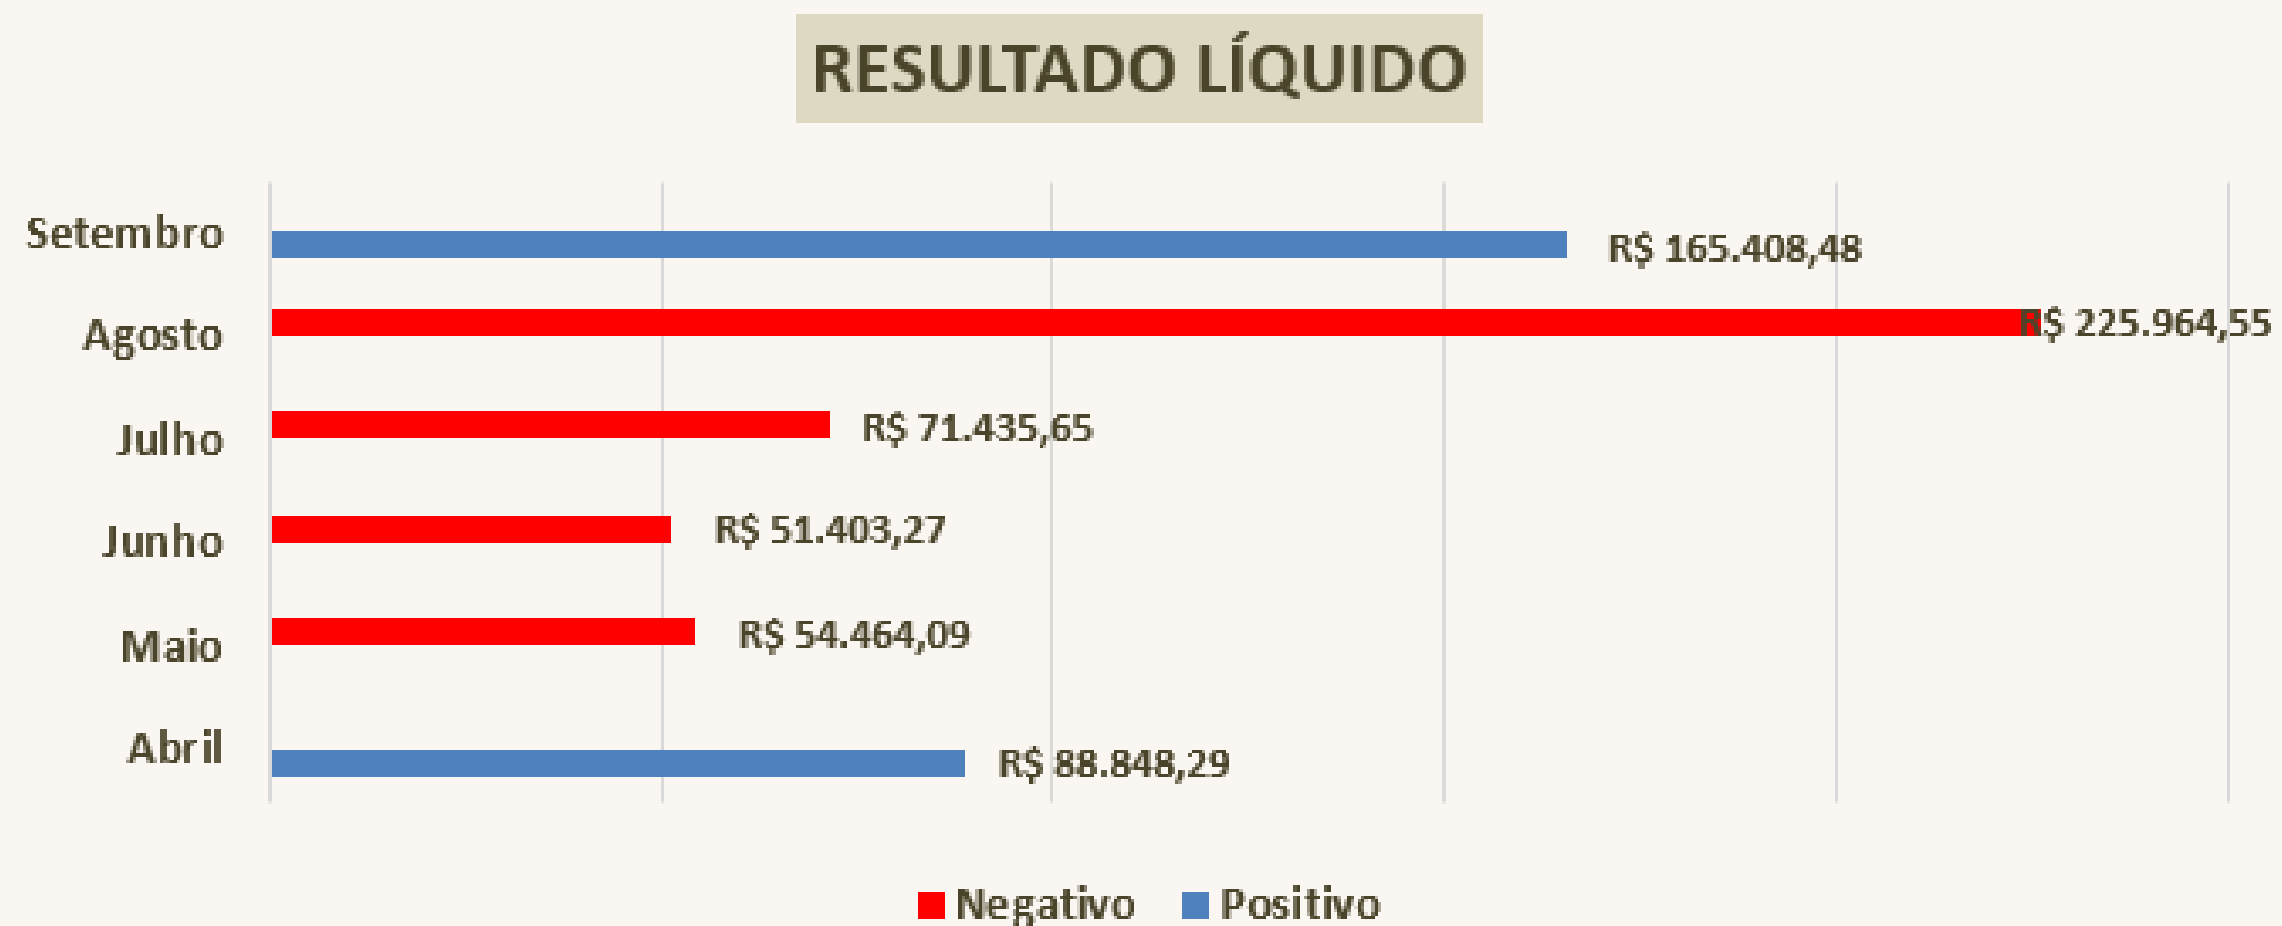 RESULTADO LÍQUIDO
Setembro R$ 165.408,48
Agosto R$ 225.964,55
Julho R$ 71.435,65
Junho R$ 51.403,27
Maio R$ 54.464,09
Abril R$ 88.848,29
Negativo Positivo